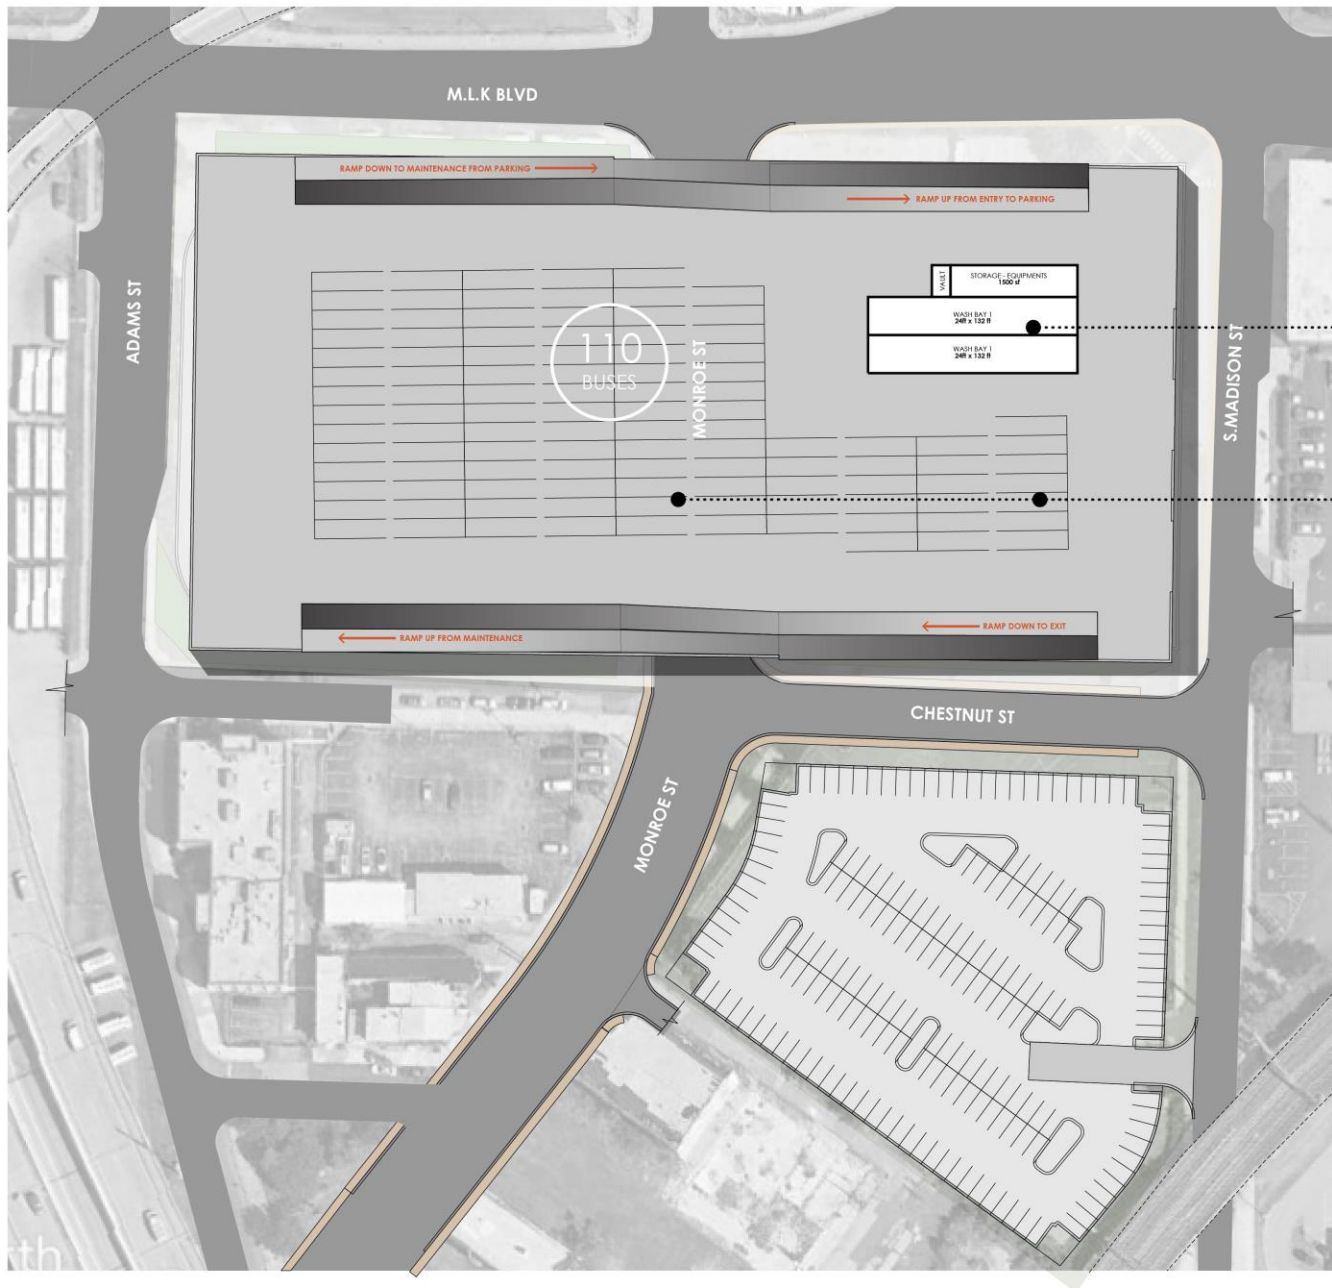 M.L.K BLVD
RAMP DOWN TO MAINTENANCE FROM PARKING
RAMP UP FROM ENTRY TO PARKING
ADAMS ST
VAULT
STORAGE - EQUIPMENTS
1500 sf
WASH BAY 1
24ft x 132 ft
WASH BAY 1
24ft x 132 ft
110
BUSES
MONROE ST
S.MADISON ST
RAMP UP FROM MAINTENANCE
RAMP DOWN TO EXIT
CHESTNUT ST
MONROE ST
rth